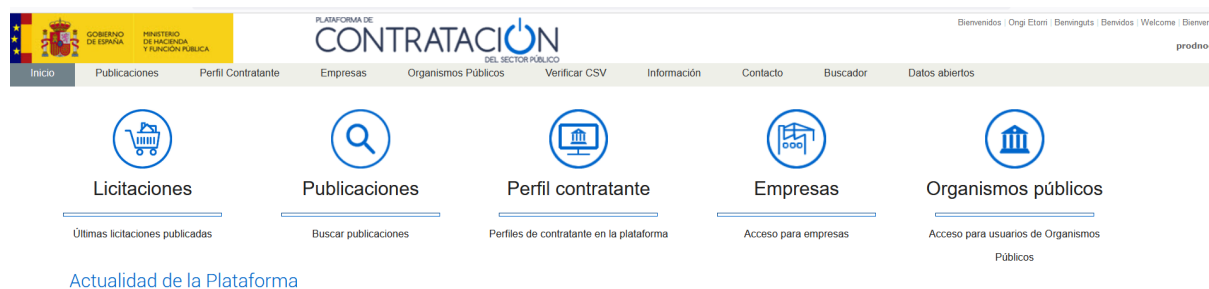 GOBIERNO DE ESPAÑA
MINISTERIO DE HACIENDA Y FUNCIÓN PÚBLICA
PLATAFORMA DE
CONTRATACIÓN
DEL SECTOR PÚBLICO
Bienvenidos | Ongi Etorri | Benvinguts | Benvidos | Welcome | Bienven
prodno
Inicio Publicaciones Perfil Contratante Empresas Organismos Públicos Verificar CSV Información Contacto Buscador Datos abiertos
Licitaciones Publicaciones Perfil contratante Empresas Organismos públicos
Últimas licitaciones publicadas Buscar publicaciones Perfiles de contratante en la plataforma Acceso para empresas Acceso para usuarios de Organismos
Públicos
Actualidad de la Plataforma